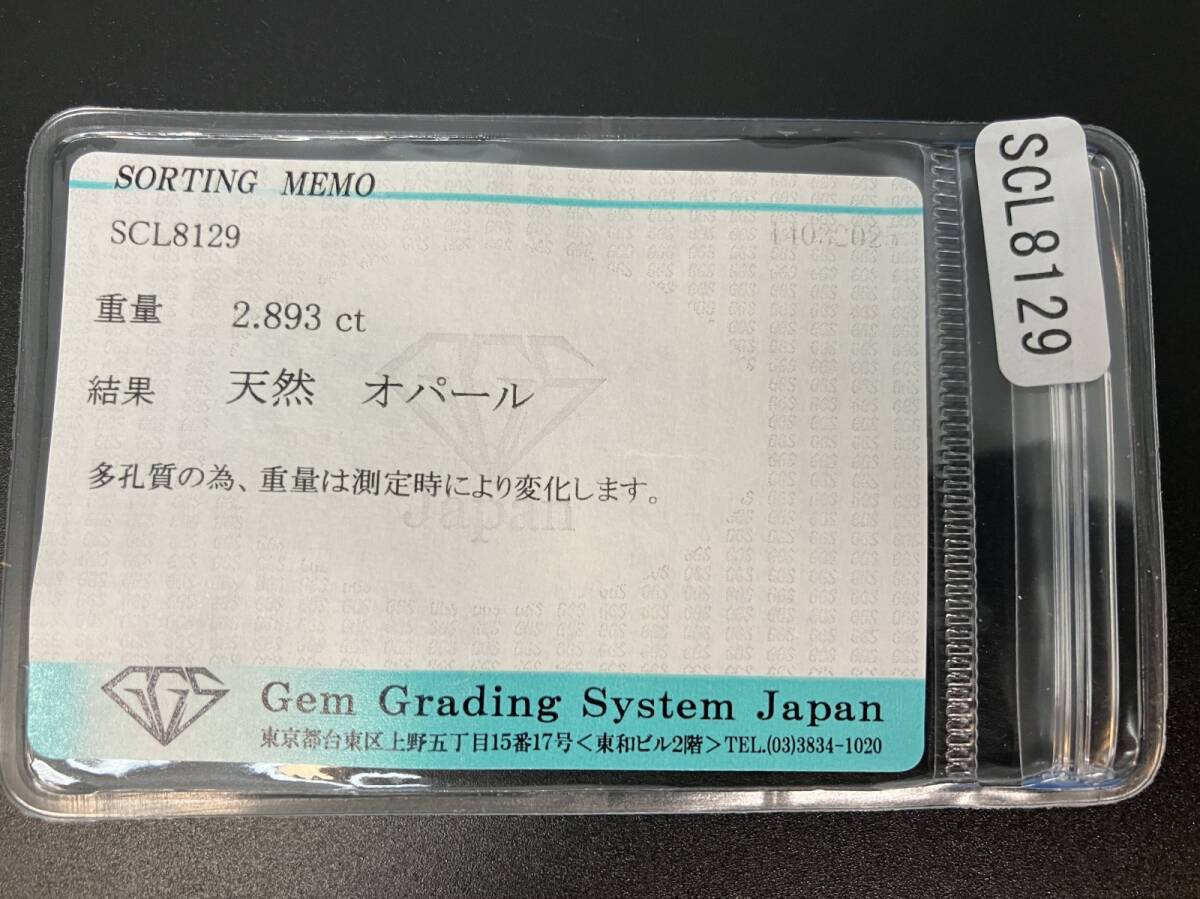 SORTING MEMO
SCL8129
重量 2.893 ct
結果 天然 オパール
多孔質の為、重量は測定時により変化します。
Japan
GGS Gem Grading System Japan
東京都台東区上野五丁目15番17号＜東和ビル2階＞TEL.(03)3834-1020
SCL8129